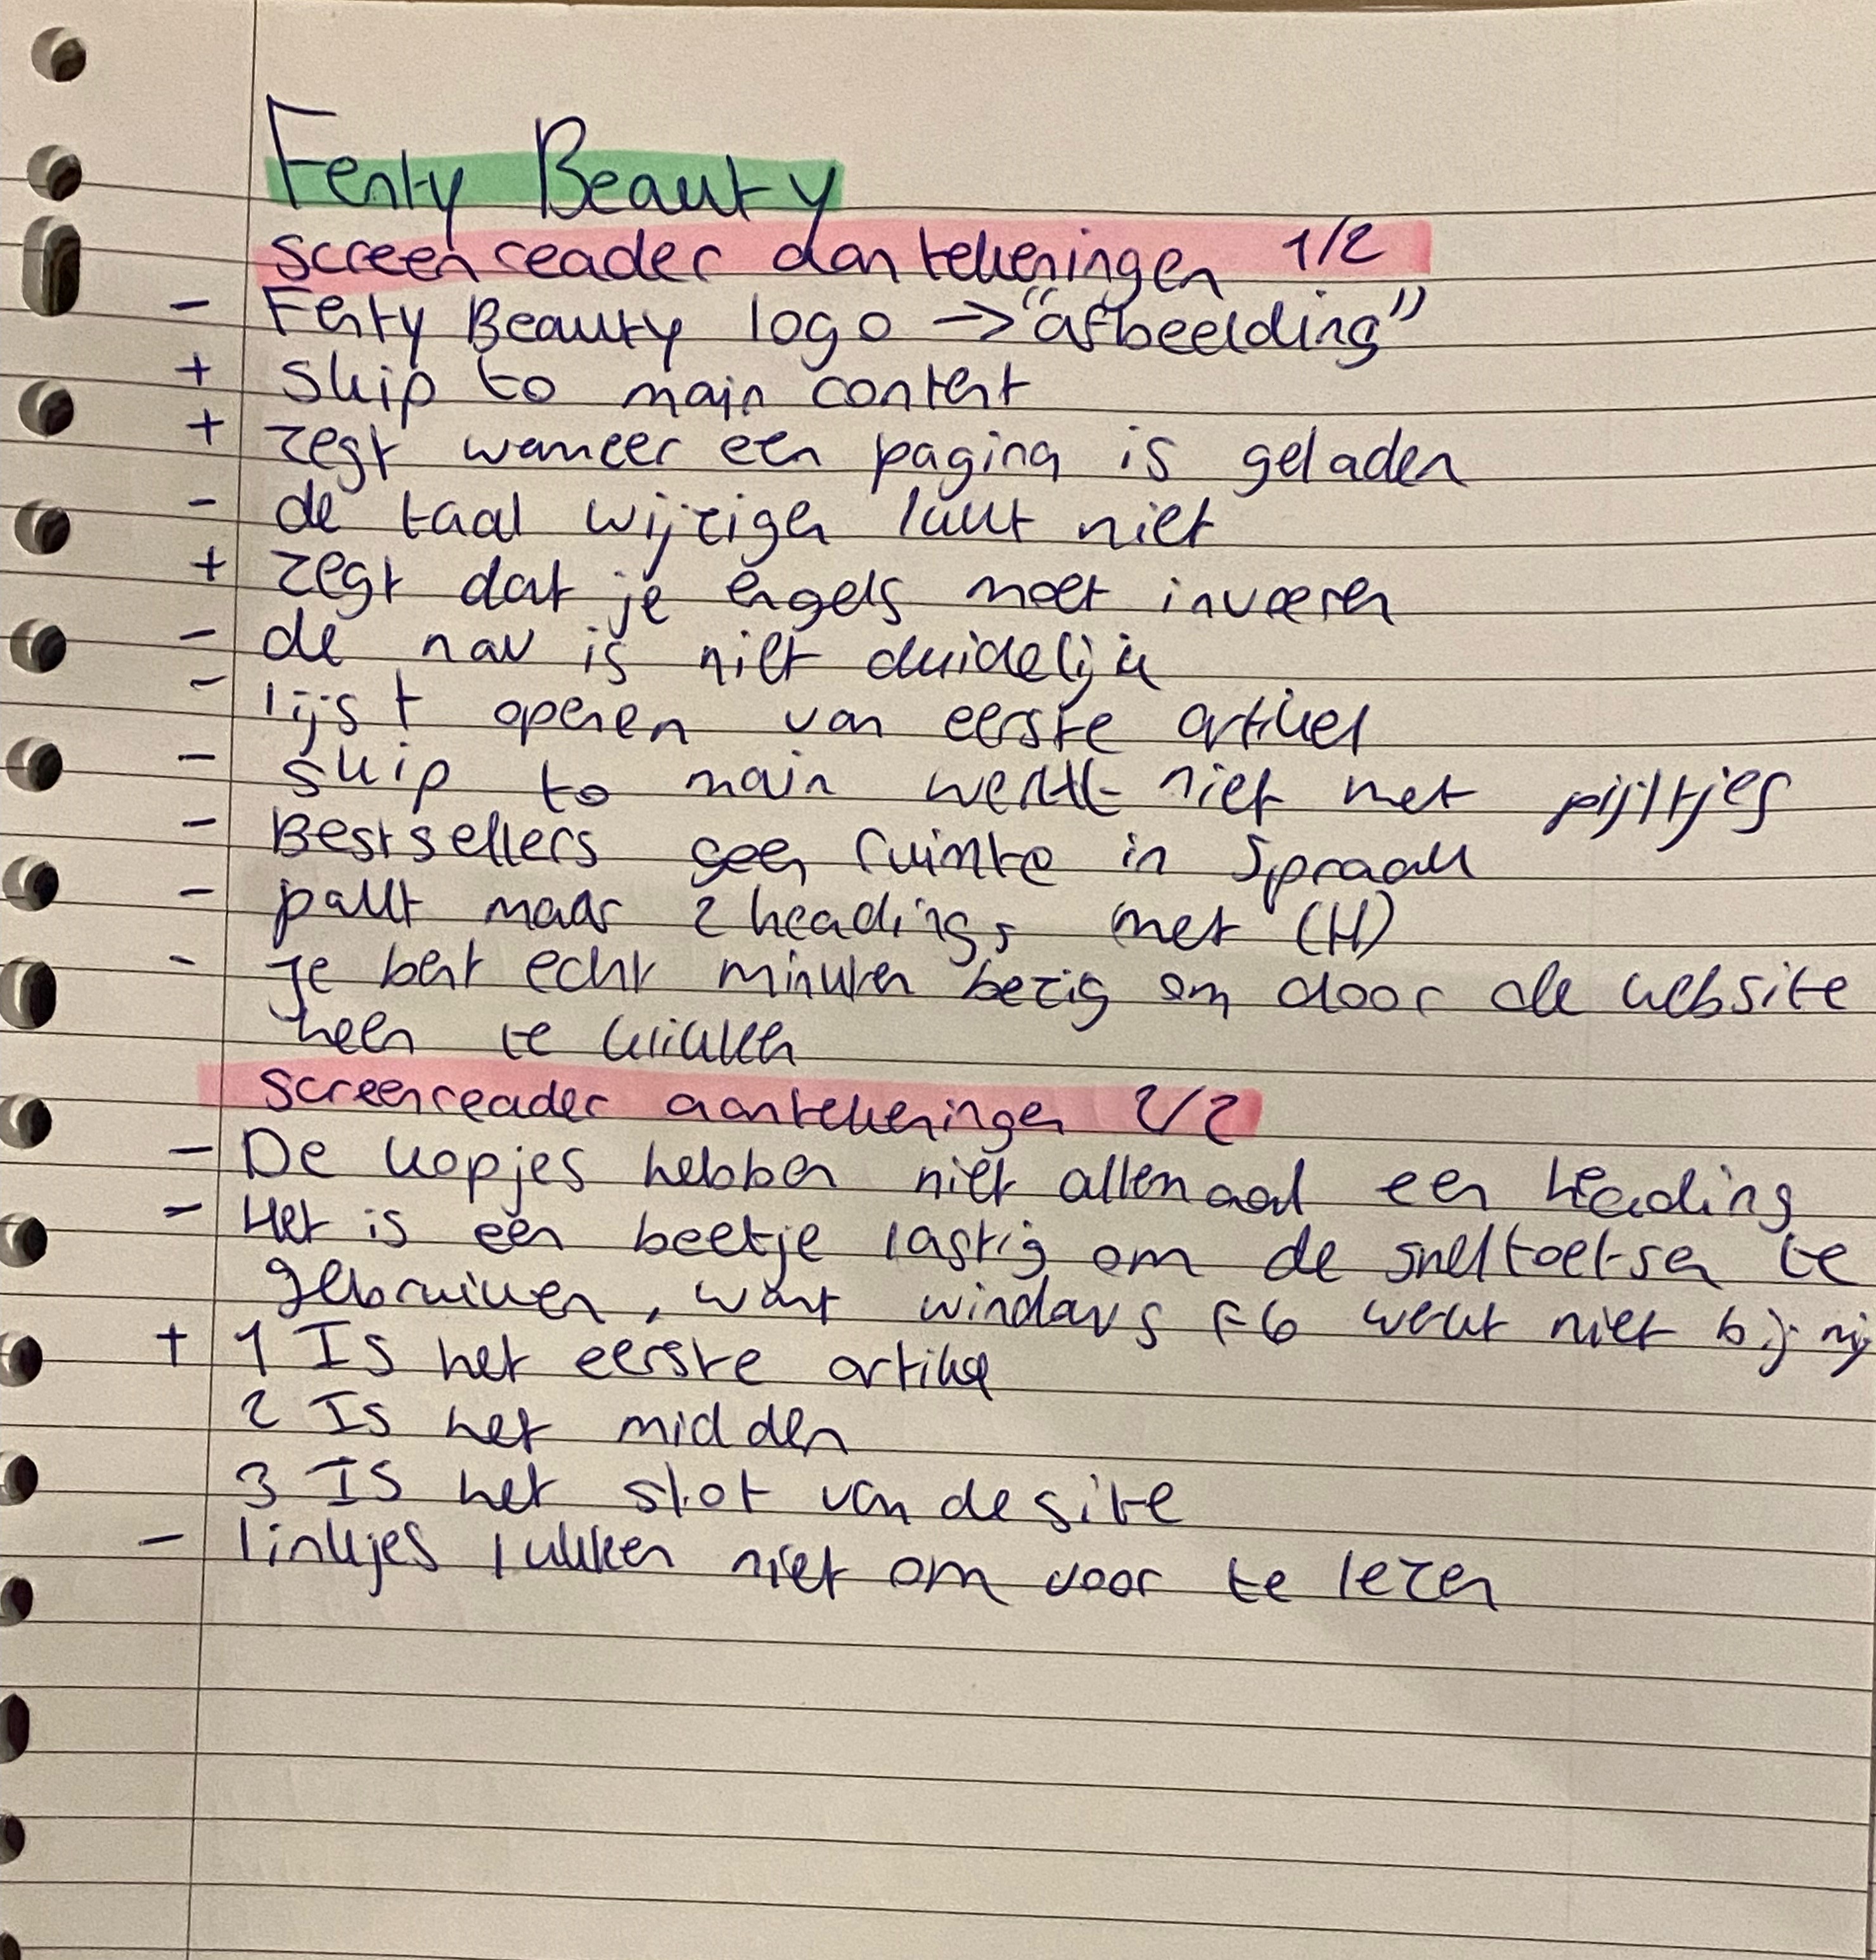 Fenty Beauty
screenreader aantekeningen 1/2
- Fenty Beauty logo → "afbeelding"
+ skip to main content
+ zegt wanneer een pagina is geladen
- de taal wijzigen lukt niet
+ zegt dat je engels moet invoeren
- de nav is niet duidelijk
- lijst openen van eerste artikel
- skip to main werkt niet met pijltjes
- Bestsellers geen ruimte in spraak
- pakt maar 2 headings met (H)
- Je bent echt minuten bezig om door de website
heen te klikken
screenreader aantekeningen 2/2
- De kopjes hebben niet allemaal een heading
- Het is een beetje lastig om de sneltoetsen te
gebruiken, want windows F6 werkt niet bij mij
+ 1 Is het eerste artikel
2 Is het midden
3 Is het slot van de site
- linkjes lukken niet om voor te lezen